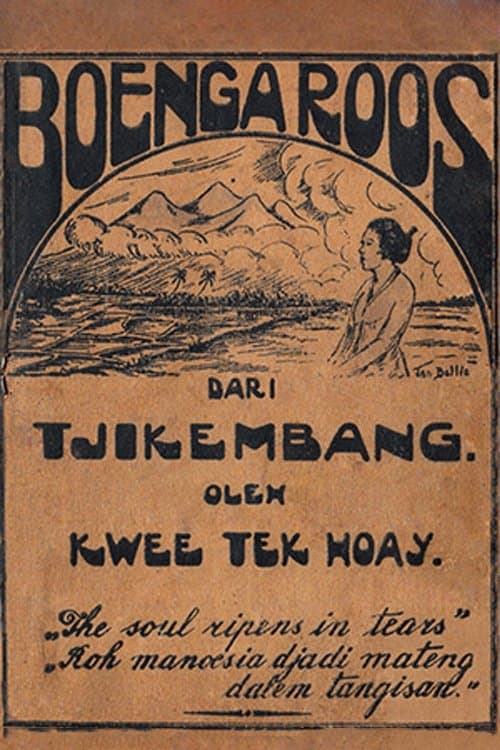 BOENGA ROOS
DARI
TJIKEMBANG.
OLEH
KWEE TEK HOAY.
„The soul ripens in tears”
„Roh manoesia djadi mateng
dalem tangisan.”